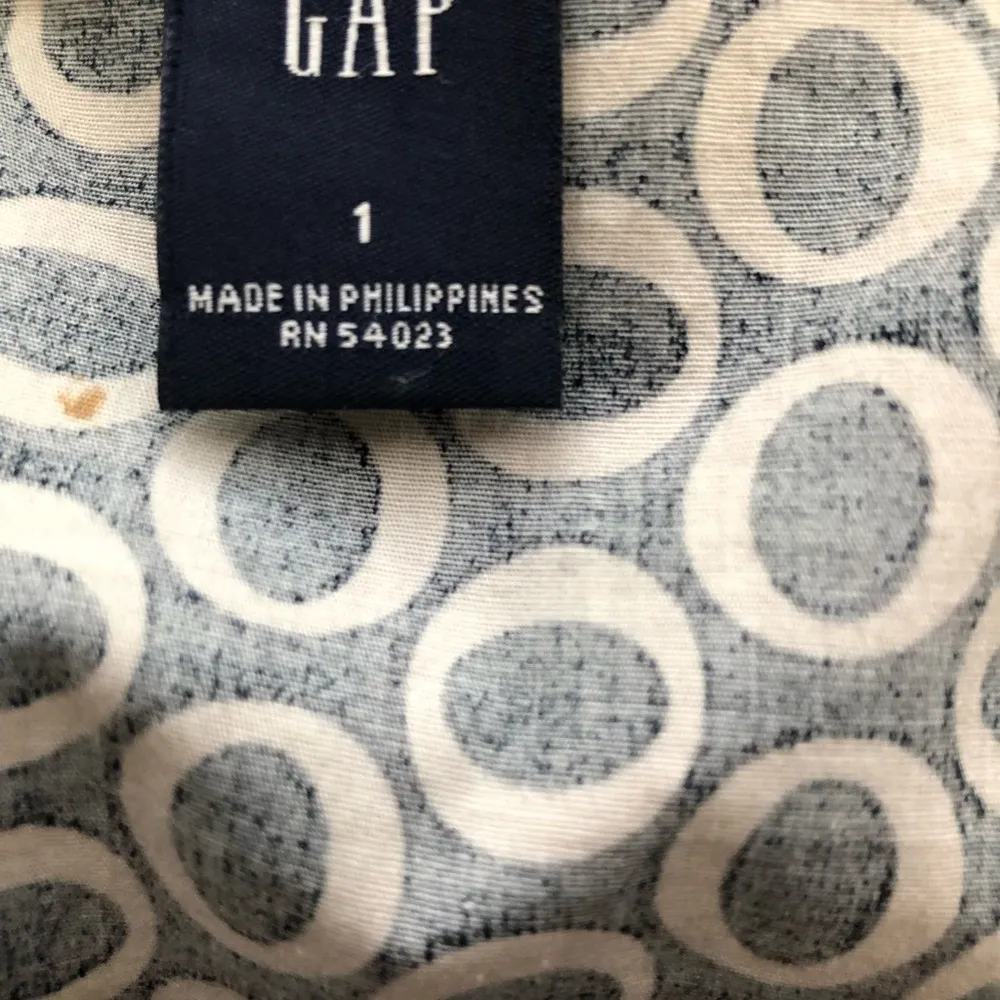 GAP
1
MADE IN PHILIPPINES
RN 54023